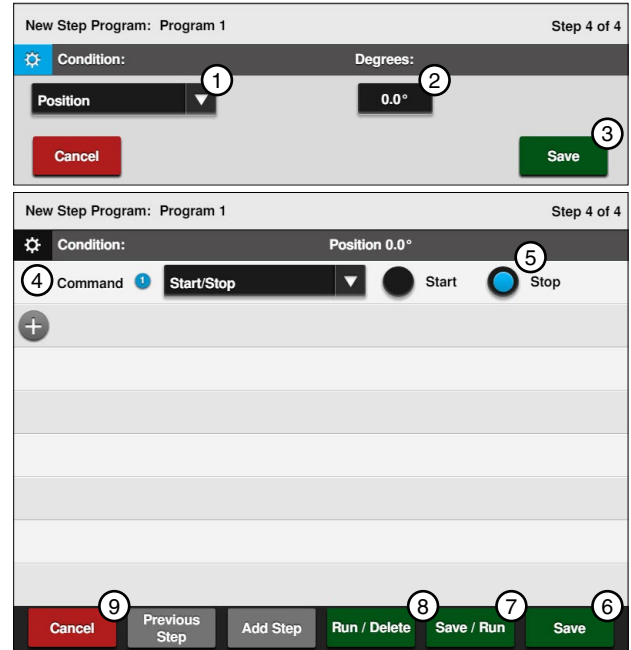 New Step Program: Program 1 Step 4 of 4
Condition: Degrees:
1 2
Position 0.0°
3
Cancel Save
New Step Program: Program 1 Step 4 of 4
Condition: Position 0.0°
5
4 Command 1 Start/Stop Start Stop
+
9 8 7 6
Cancel Previous Step Add Step Run / Delete Save / Run Save